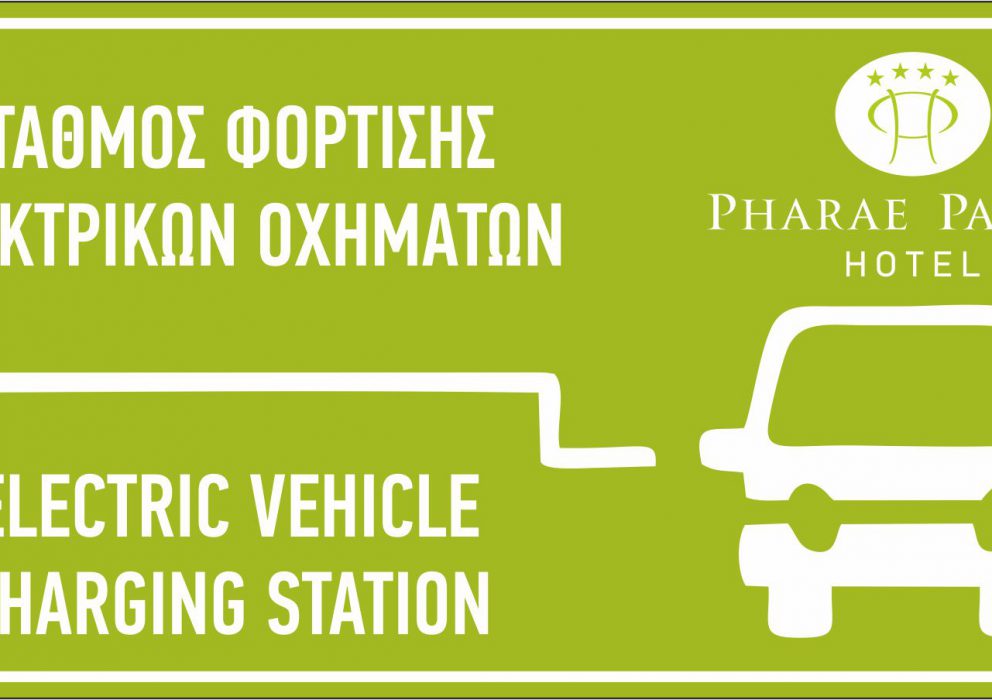 ΤΑΘΜΟΣ ΦΟΡΤΙΣΗΣ
ΚΤΡΙΚΩΝ ΟΧΗΜΑΤΩΝ
PHARAE PA
HOTEL
ELECTRIC VEHICLE
HARGING STATION